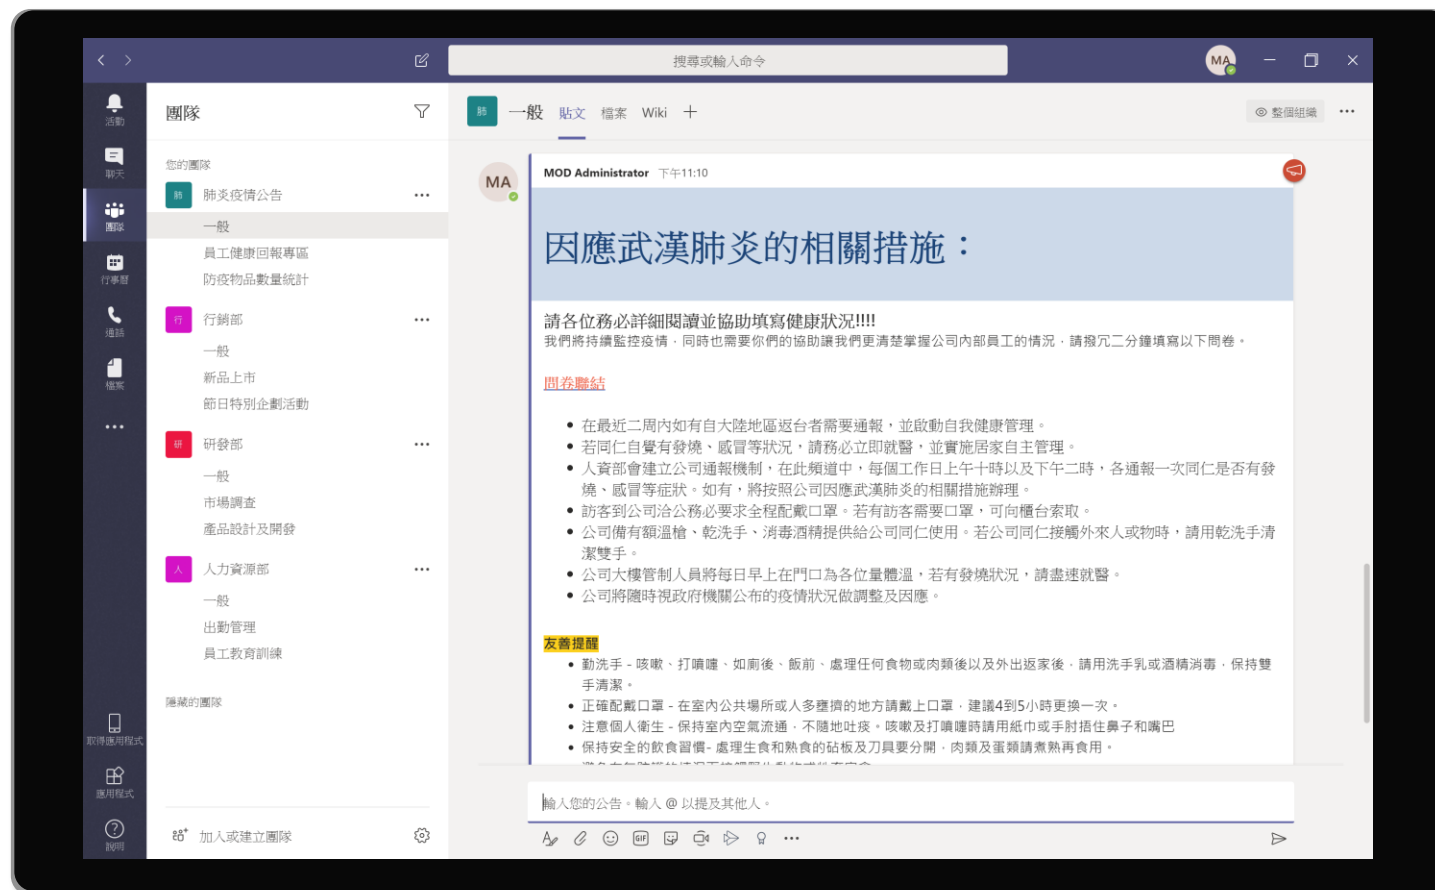 搜尋或輸入命令
MA
活動
聊天
團隊
行事曆
通話
檔案
取得應用程式
應用程式
說明
團隊
您的團隊
肺 肺炎疫情公告
一般
員工健康回報專區
防疫物品數量統計
行 行銷部
一般
新品上市
節日特別企劃活動
研 研發部
一般
市場調查
產品設計及開發
人 人力資源部
一般
出勤管理
員工教育訓練
隱藏的團隊
加入或建立團隊
肺 一般 貼文 檔案 Wiki
整個組織
MA
MOD Administrator 下午11:10
因應武漢肺炎的相關措施：
請各位務必詳細閱讀並協助填寫健康狀況!!!!
我們將持續監控疫情，同時也需要你們的協助讓我們更清楚掌握公司內部員工的情況，請撥冗二分鐘填寫以下問卷。
問卷聯結
在最近二周內如有自大陸地區返台者需要通報，並啟動自我健康管理。
若同仁自覺有發燒、感冒等狀況，請務必立即就醫，並實施居家自主管理。
人資部會建立公司通報機制，在此頻道中，每個工作日上午十時以及下午二時，各通報一次同仁是否有發
燒、感冒等症狀。如有，將按照公司因應武漢肺炎的相關措施辦理。
訪客到公司洽公務必要求全程配戴口罩。若有訪客需要口罩，可向櫃台索取。
公司備有額溫槍、乾洗手、消毒酒精提供給公司同仁使用。若公司同仁接觸外來人或物時，請用乾洗手清
潔雙手。
公司大樓管制人員將每日早上在門口為各位量體溫，若有發燒狀況，請盡速就醫。
公司將隨時視政府機關公布的疫情狀況做調整及因應。
友善提醒
勤洗手 - 咳嗽、打噴嚏、如廁後、飯前、處理任何食物或肉類後以及外出返家後，請用洗手乳或酒精消毒，保持雙
手清潔。
正確配戴口罩 - 在室內公共場所或人多壅擠的地方請戴上口罩，建議4到5小時更換一次。
注意個人衛生 - 保持室內空氣流通，不隨地吐痰。咳嗽及打噴嚏時請用紙巾或手肘摀住鼻子和嘴巴
保持安全的飲食習慣- 處理生食和熟食的砧板及刀具要分開，肉類及蛋類請煮熟再食用。
輸入您的公告。輸入 @ 以提及其他人。
GIF